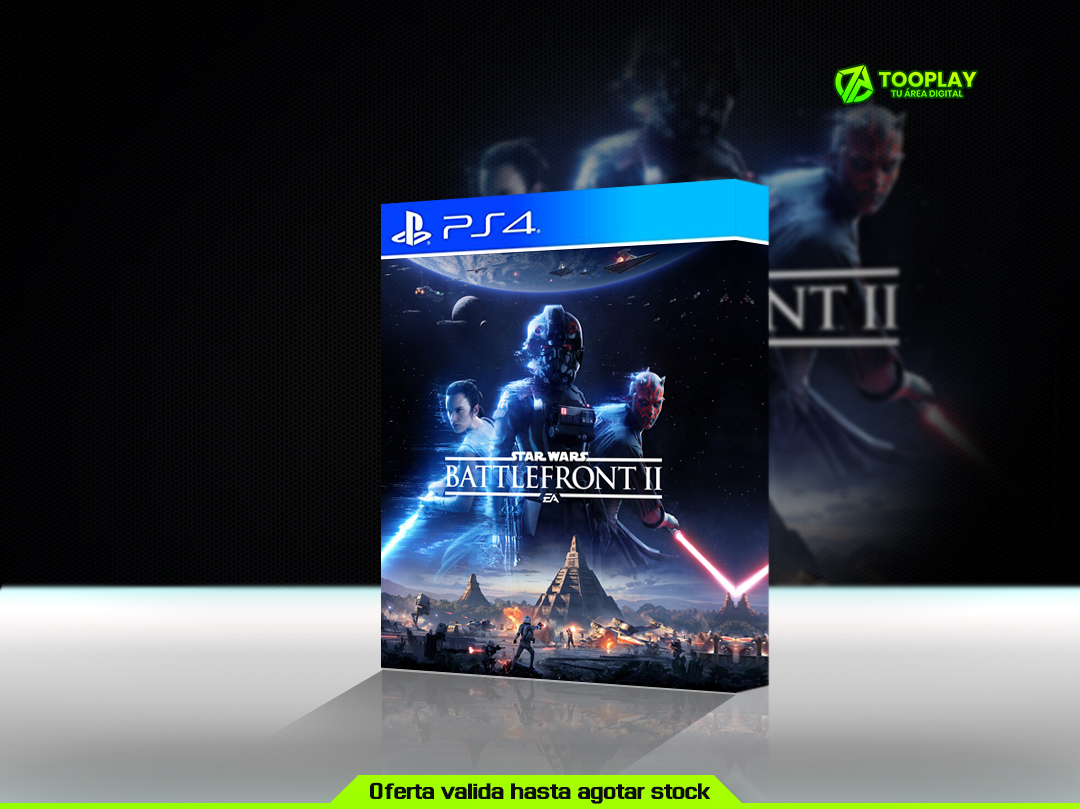 TOOPLAY
TU ÁREA DIGITAL
PS4
STAR WARS
BATTLEFRONT II
EA
NT II
Oferta valida hasta agotar stock